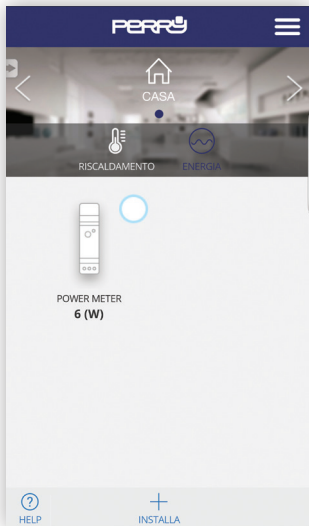 PERRY
CASA
RISCALDAMENTO ENERGIA
POWER METER
6 (W)
? HELP
INSTALLA